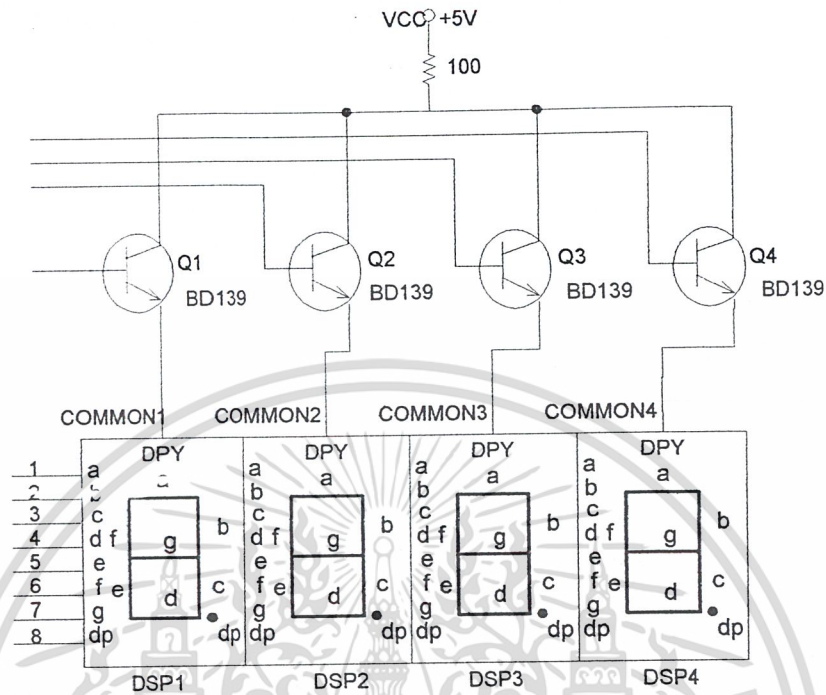 VCC +5V
100
Q1 Q2 Q3 Q4
BD139 BD139 BD139 BD139
COMMON1 COMMON2 COMMON3 COMMON4
DPY DPY DPY DPY
1 a a a a a a a
2 b b b
3 c b c b c b c b
4 d f g d f g d f g d f g
5 e e e e
6 f e d c f e d c f e d c f e d c
7 g g g g
8 dp dp dp dp dp dp dp dp
DSP1 DSP2 DSP3 DSP4